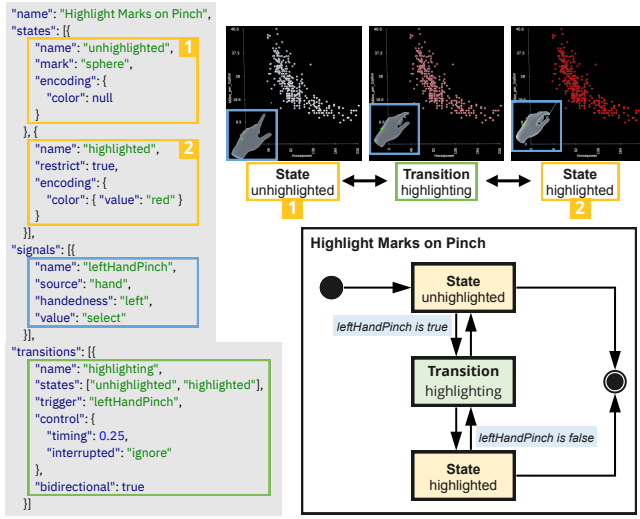 "name": "Highlight Marks on Pinch",
"states": [{
"name": "unhighlighted",
1
"mark": "sphere",
"encoding": {
"color": null
}
}, {
"name": "highlighted",
2
"restrict": true,
"encoding": {
"color": { "value": "red" }
}
}],
"signals": [{
"name": "leftHandPinch",
"source": "hand",
"handedness": "left",
"value": "select"
}],
"transitions": [{
"name": "highlighting",
"states": ["unhighlighted", "highlighted"],
"trigger": "leftHandPinch",
"control": {
"timing": 0.25,
"interrupted": "ignore"
},
"bidirectional": true
}]
Horsepower
Horsepower
Horsepower
State
unhighlighted
1
Transition
highlighting
State
highlighted
2
Highlight Marks on Pinch
State
unhighlighted
leftHandPinch is true
Transition
highlighting
leftHandPinch is false
State
highlighted